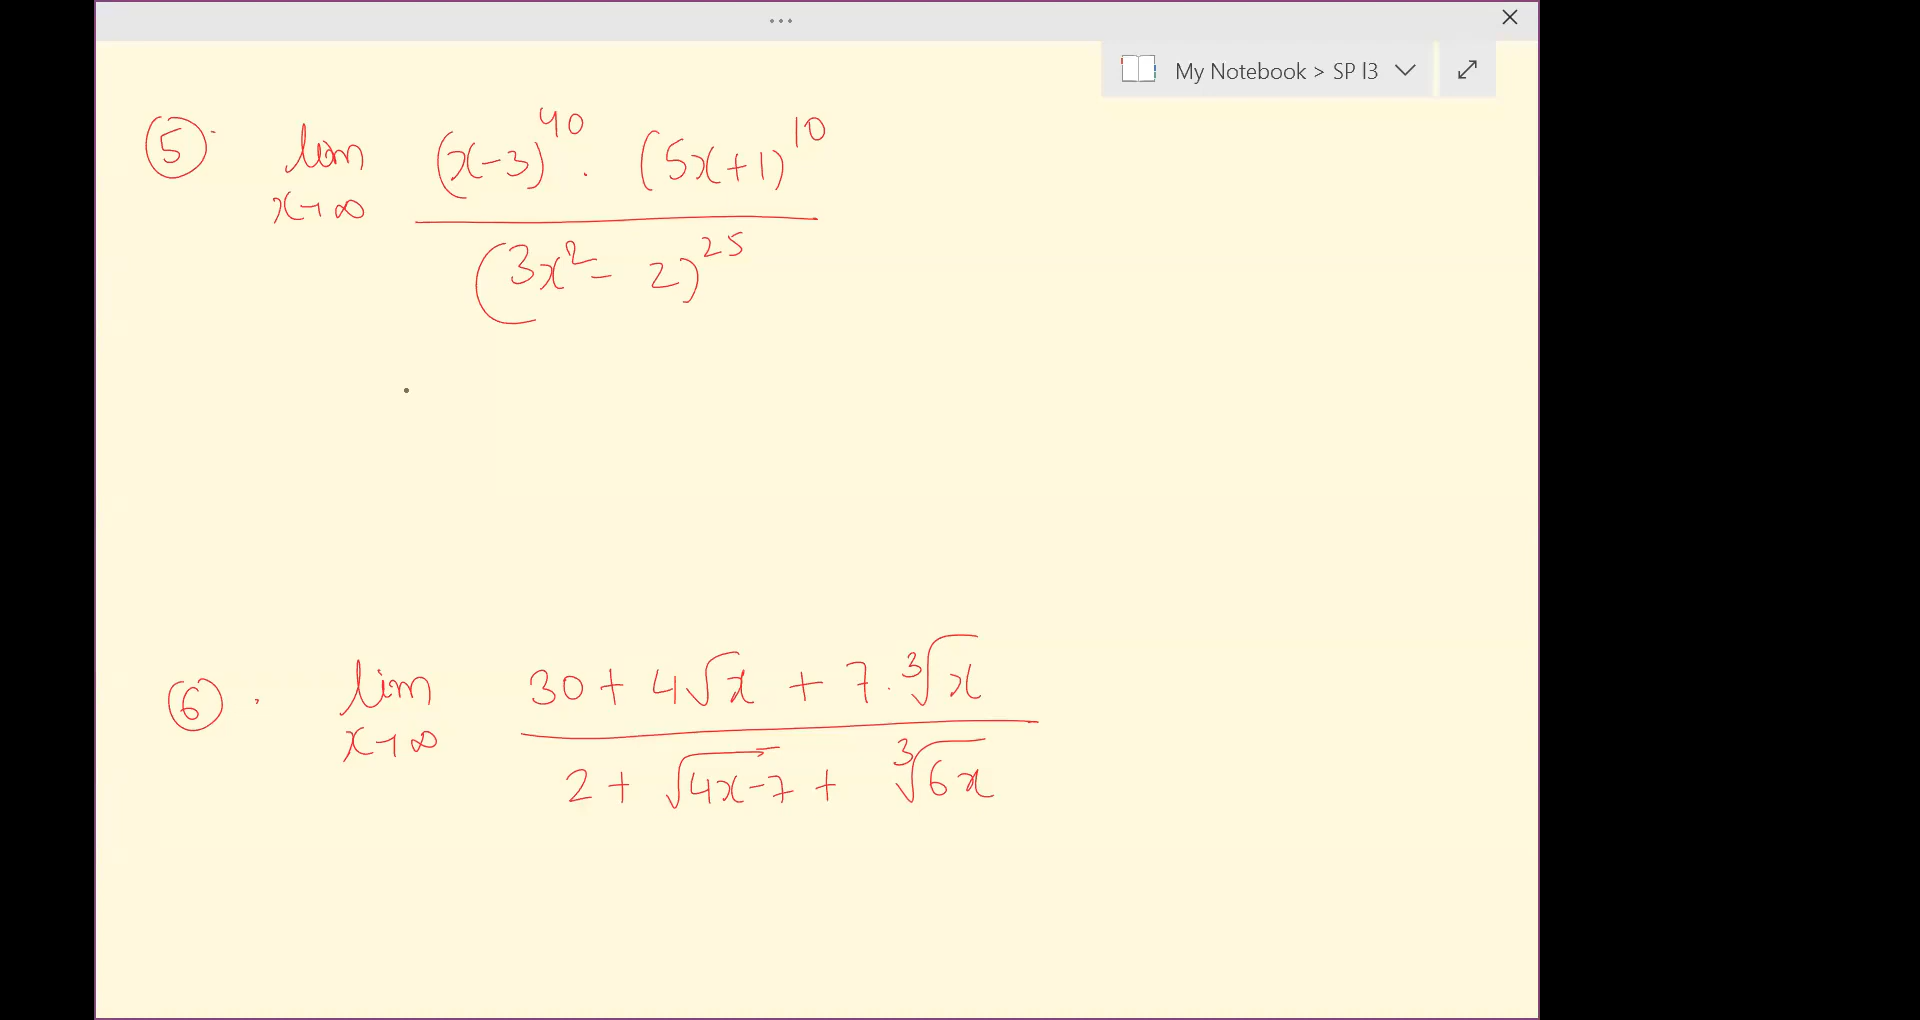 ...
My Notebook > SP l3
⑤. lim x→∞ (x-3)^40 . (5x+1)^10 / (3x^2 - 2)^25
⑥. lim x→∞ 30 + 4√x + 7.∛x / 2 + √4x-7 + ∛6x